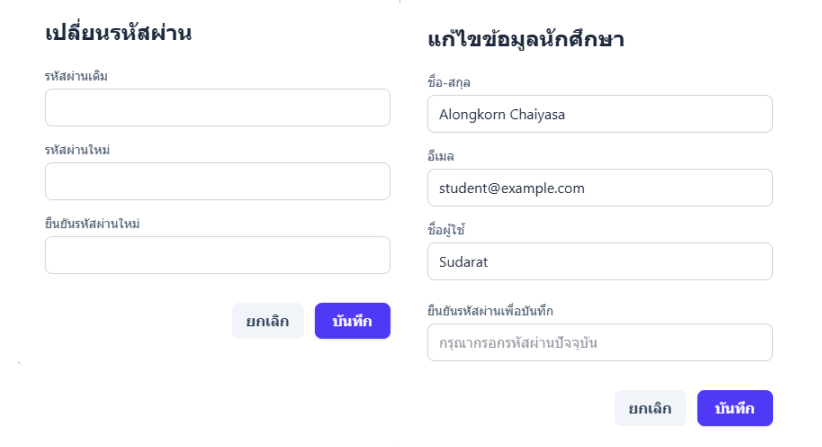 เปลี่ยนรหัสผ่าน
รหัสผ่านเดิม
รหัสผ่านใหม่
ยืนยันรหัสผ่านใหม่
ยกเลิก
บันทึก
แก้ไขข้อมูลนักศึกษา
ชื่อ-สกุล
Alongkorn Chaiyasa
อีเมล
student@example.com
ชื่อผู้ใช้
Sudarat
ยืนยันรหัสผ่านเพื่อบันทึก
กรุณากรอกรหัสผ่านปัจจุบัน
ยกเลิก
บันทึก